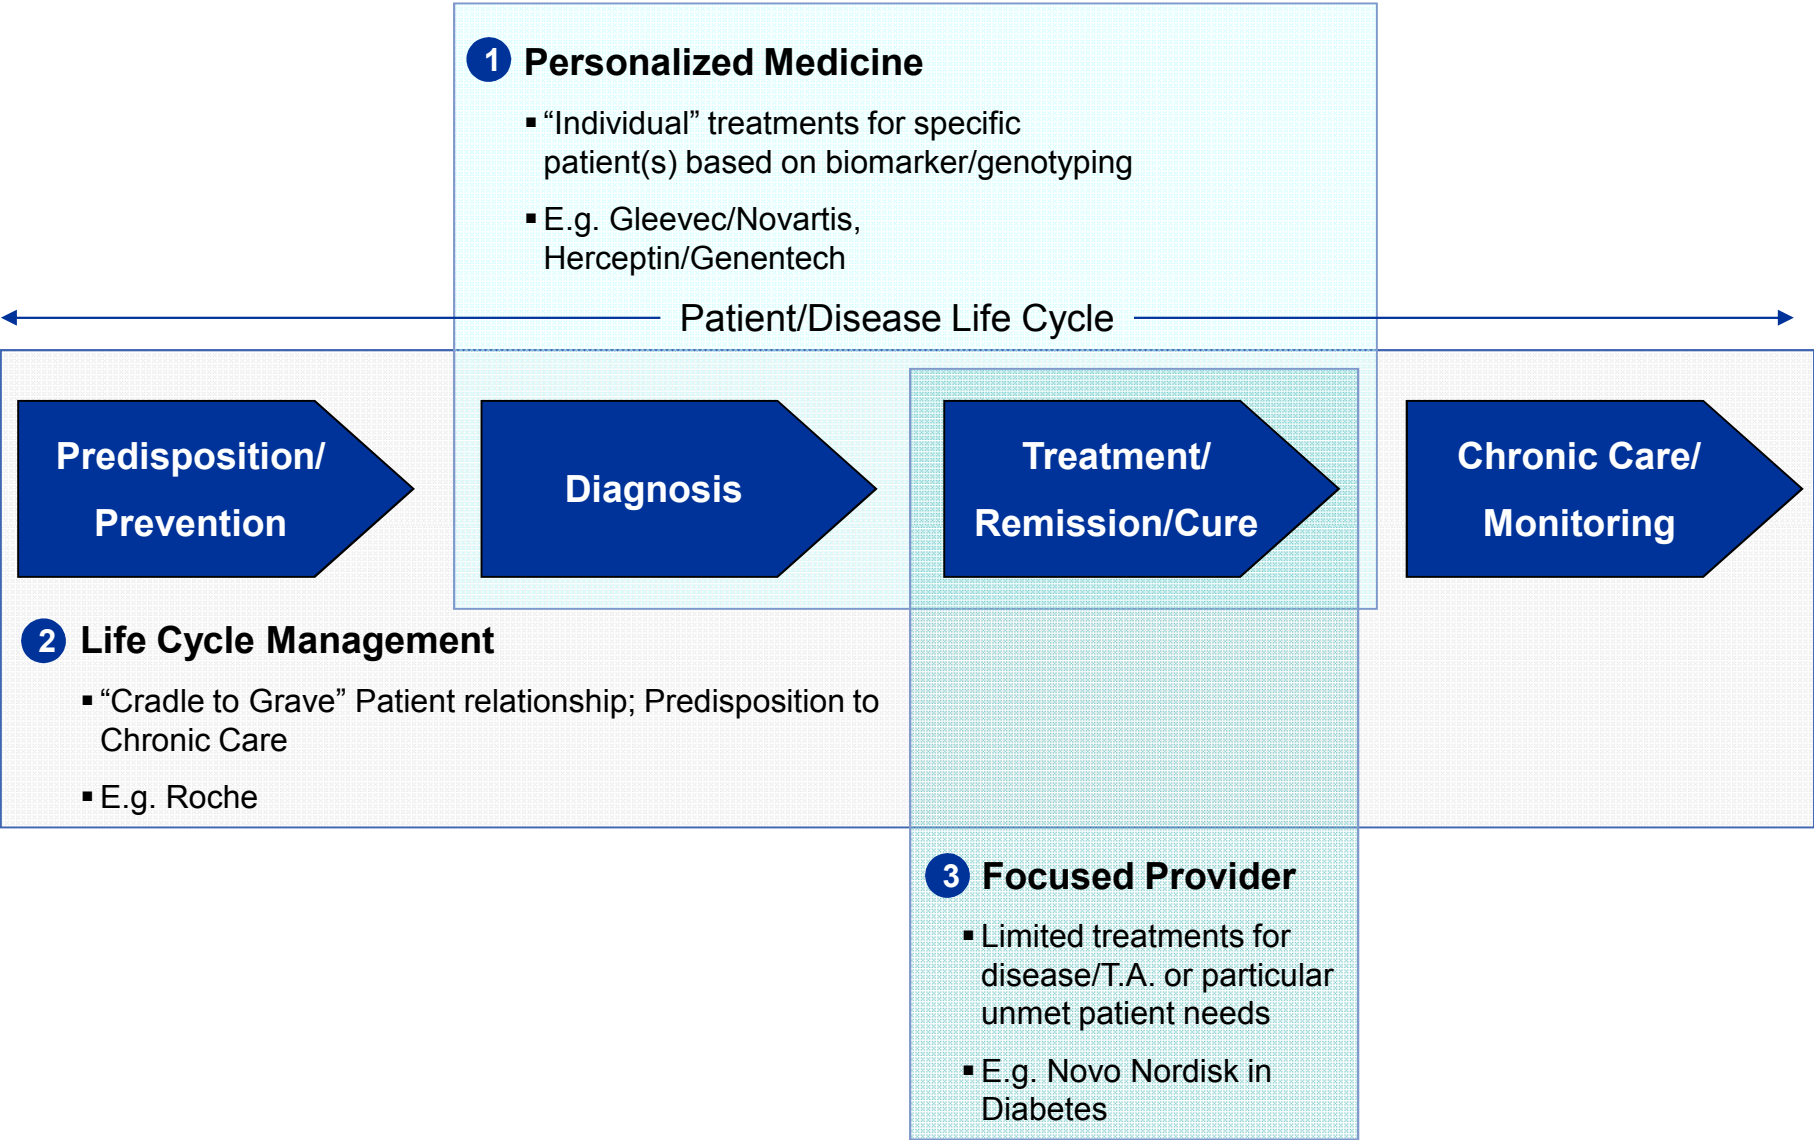 1 Personalized Medicine
▪ “Individual” treatments for specific
patient(s) based on biomarker/genotyping
▪ E.g. Gleevec/Novartis,
Herceptin/Genentech
Patient/Disease Life Cycle
Predisposition/
Prevention
Diagnosis
Treatment/
Remission/Cure
Chronic Care/
Monitoring
2 Life Cycle Management
▪ “Cradle to Grave” Patient relationship; Predisposition to
Chronic Care
▪ E.g. Roche
3 Focused Provider
▪ Limited treatments for
disease/T.A. or particular
unmet patient needs
▪ E.g. Novo Nordisk in
Diabetes